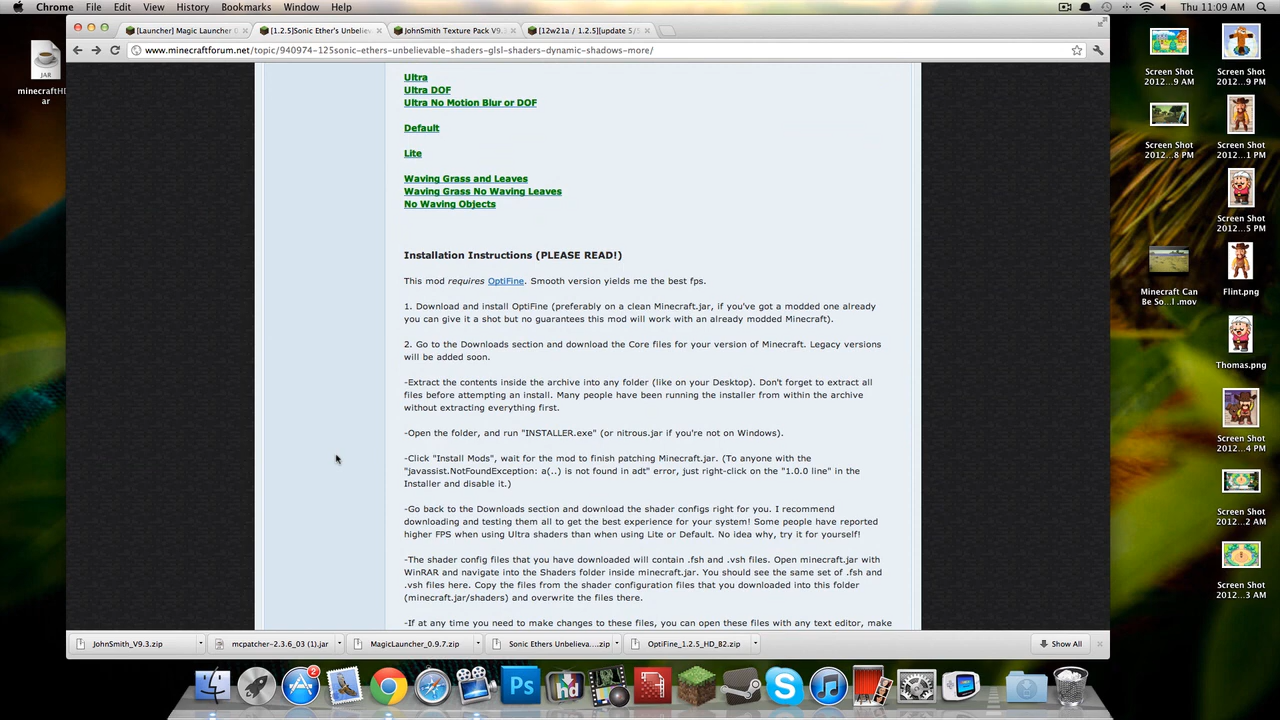 Chrome File Edit View History Bookmarks Window Help
Thu 11:09 AM
[Launcher] Magic Launcher 0
[1.2.5]Sonic Ether's Unbeliev
JohnSmith Texture Pack V9.3
[12w21a / 1.2.5][update 5/
www.minecraftforum.net/topic/940974-125sonic-ethers-unbelievable-shaders-glsl-shaders-dynamic-shadows-more/
JAR
minecraftHD
ar
Ultra
Ultra DOF
Ultra No Motion Blur or DOF
Default
Lite
Waving Grass and Leaves
Waving Grass No Waving Leaves
No Waving Objects
Installation Instructions (PLEASE READ!)
This mod requires OptiFine. Smooth version yields me the best fps.
1. Download and install OptiFine (preferably on a clean Minecraft.jar, if you've got a modded one already
you can give it a shot but no guarantees this mod will work with an already modded Minecraft).
2. Go to the Downloads section and download the Core files for your version of Minecraft. Legacy versions
will be added soon.
-Extract the contents inside the archive into any folder (like on your Desktop). Don't forget to extract all
files before attempting an install. Many people have been running the installer from within the archive
without extracting everything first.
-Open the folder, and run "INSTALLER.exe" (or nitrous.jar if you're not on Windows).
-Click "Install Mods", wait for the mod to finish patching Minecraft.jar. (To anyone with the
"javassist.NotFoundException: a(..) is not found in adt" error, just right-click on the "1.0.0 line" in the
Installer and disable it.)
-Go back to the Downloads section and download the shader configs right for you. I recommend
downloading and testing them all to get the best experience for your system! Some people have reported
higher FPS when using Ultra shaders than when using Lite or Default. No idea why, try it for yourself!
-The shader config files that you have downloaded will contain .fsh and .vsh files. Open minecraft.jar with
WinRAR and navigate into the Shaders folder inside minecraft.jar. You should see the same set of .fsh and
.vsh files here. Copy the files from the shader configuration files that you downloaded into this folder
(minecraft.jar/shaders) and overwrite the files there.
-If at any time you need to make changes to these files, you can open these files with any text editor, make
JohnSmith_V9.3.zip
mcpatcher-2.3.6_03 (1).jar
MagicLauncher_0.9.7.zip
Sonic Ethers Unbelieva....zip
OptiFine_1.2.5_HD_B2.zip
Show All
Screen Shot
2012...9 AM
Screen Shot
2012...9 PM
Screen Shot
2012...8 PM
Screen Shot
2012...1 PM
Screen Shot
2012...5 PM
Minecraft Can
Be So...l .mov
Flint.png
Thomas.png
Screen Shot
2012...4 PM
Screen Shot
2012...2 AM
Screen Shot
2012...3 AM
2
Ps
hd